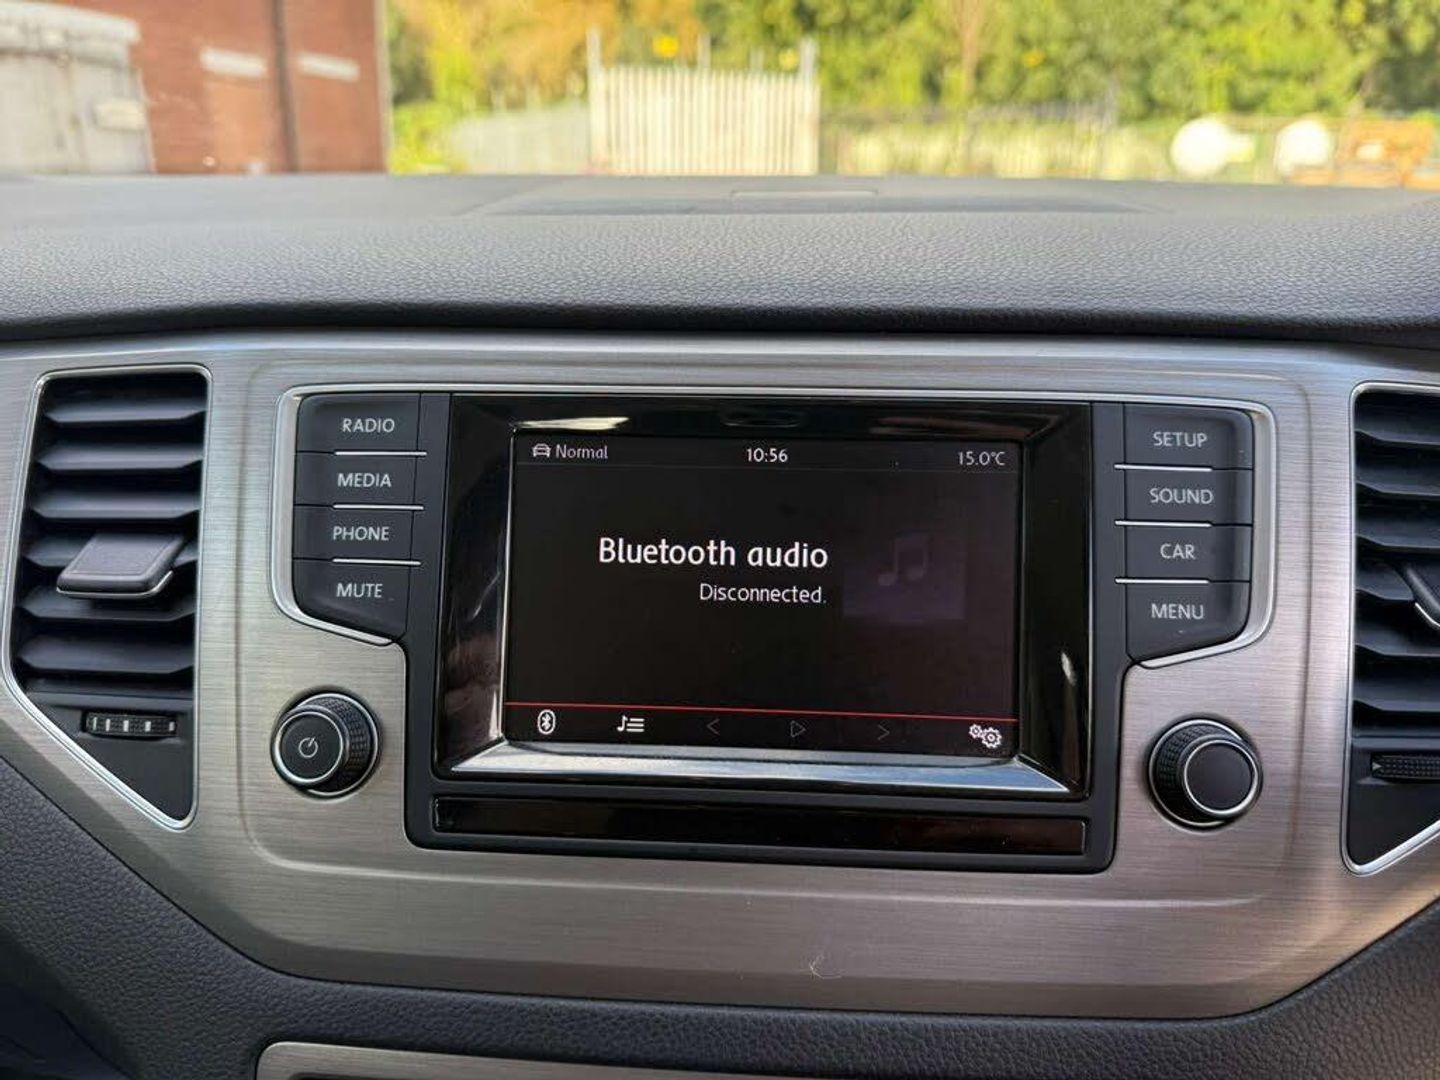 RADIO
MEDIA
PHONE
MUTE
Normal 10:56 15.0°C
Bluetooth audio
Disconnected.
SETUP
SOUND
CAR
MENU